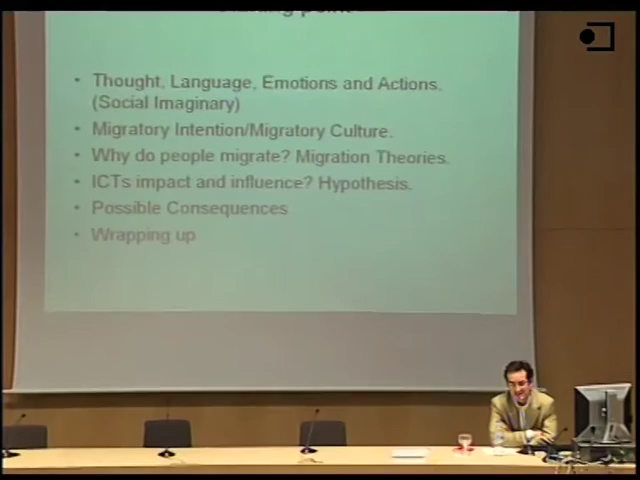 • Thought, Language, Emotions and Actions.
(Social Imaginary)
• Migratory Intention/Migratory Culture.
• Why do people migrate? Migration Theories.
• ICTs impact and influence? Hypothesis.
• Possible Consequences
• Wrapping up